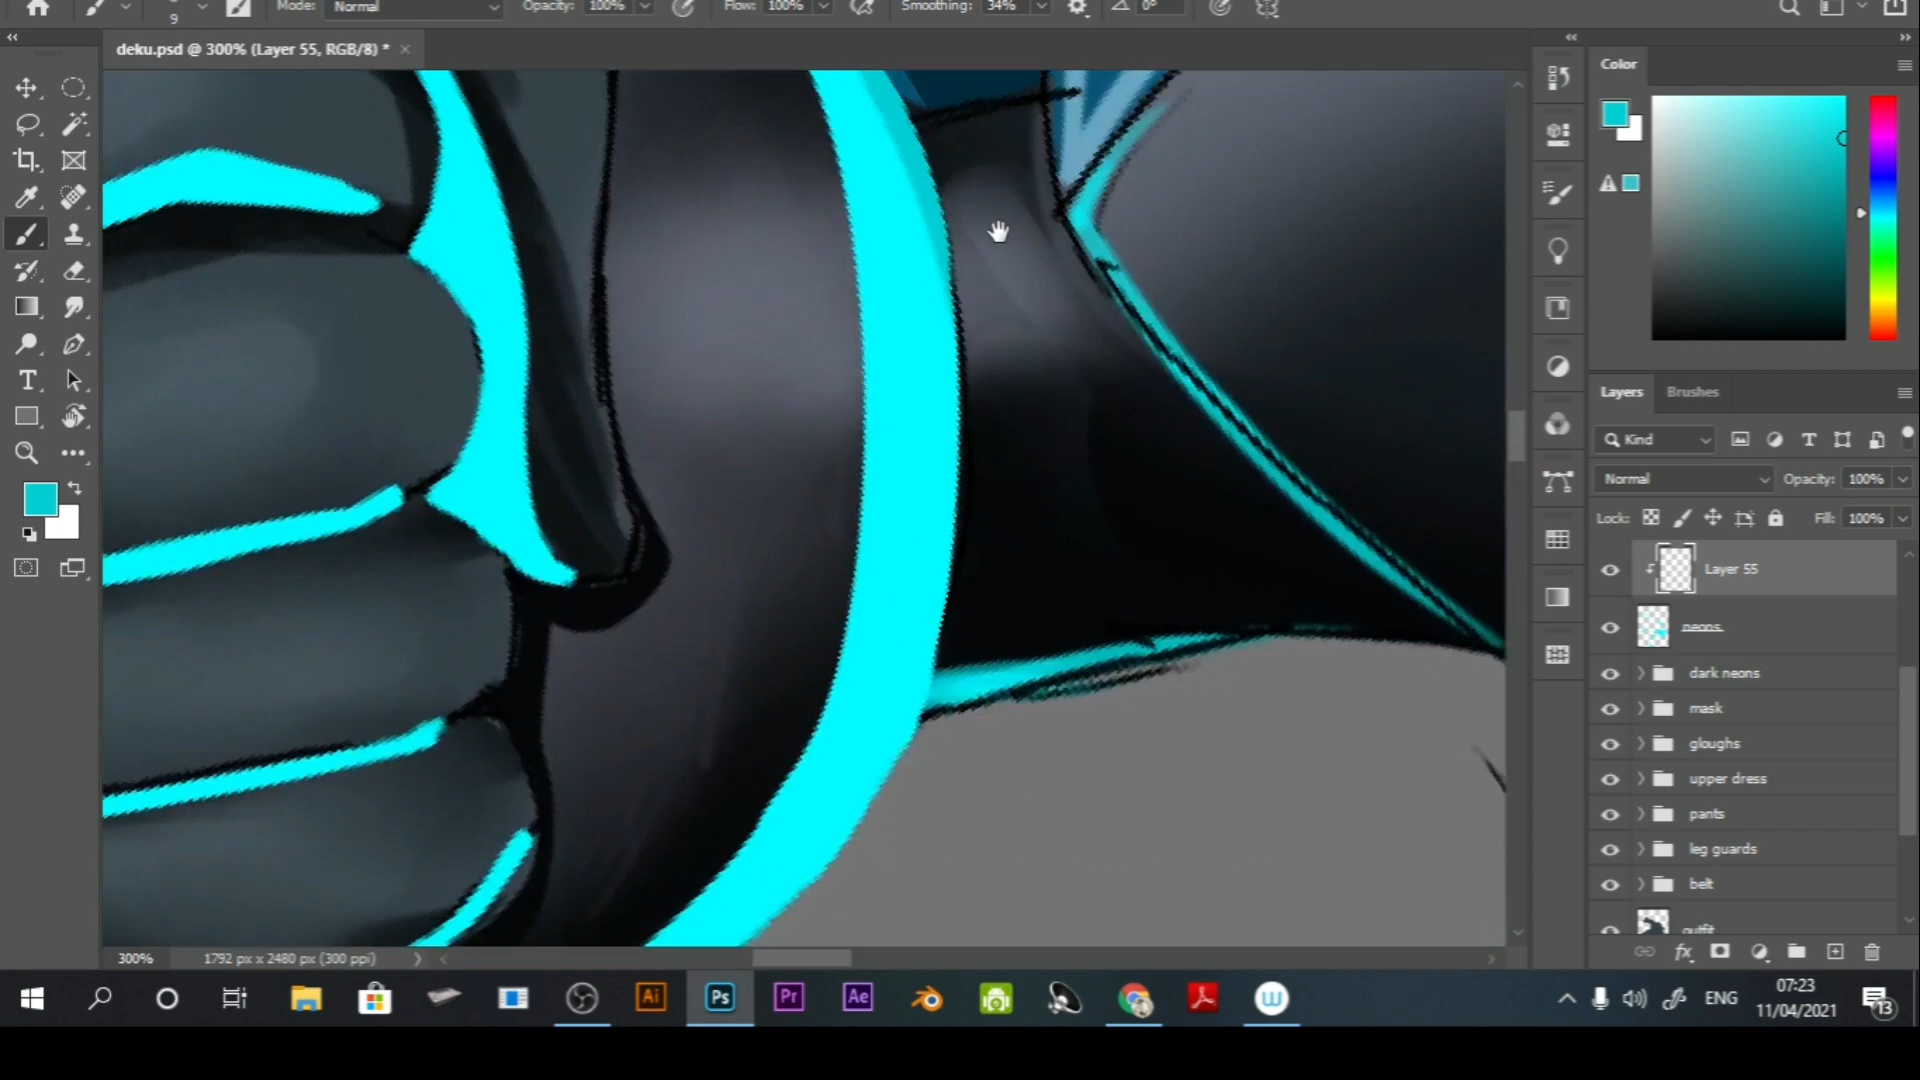 9 Mode: Normal Opacity: 100% Flow: 100% Smoothing: 34% 0°
deku.psd @ 300% (Layer 55, RGB/8) *
Color
Layers Brushes
Kind
Normal Opacity: 100%
Lock: Fill: 100%
Layer 55
neons
dark neons
mask
gloughs
upper dress
pants
leg guards
belt
outfit
300% 1792 px x 2480 px (300 ppi)
Ai Ps Pr Ae
ENG
07:23
11/04/2021
13